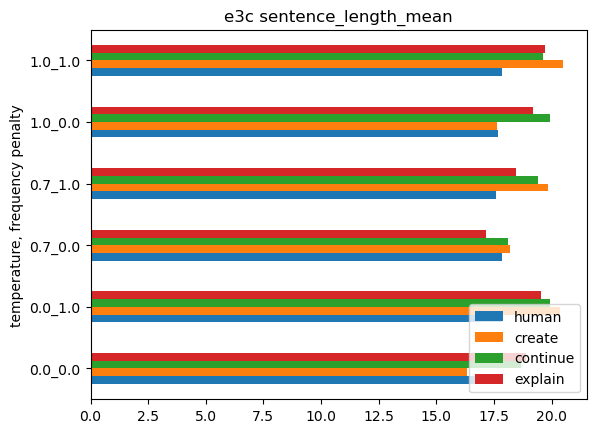 e3c sentence_length_mean
temperature, frequency penalty
1.0_1.0
1.0_0.0
0.7_1.0
0.7_0.0
0.0_1.0
0.0_0.0
human
create
continue
explain
0.0 2.5 5.0 7.5 10.0 12.5 15.0 17.5 20.0